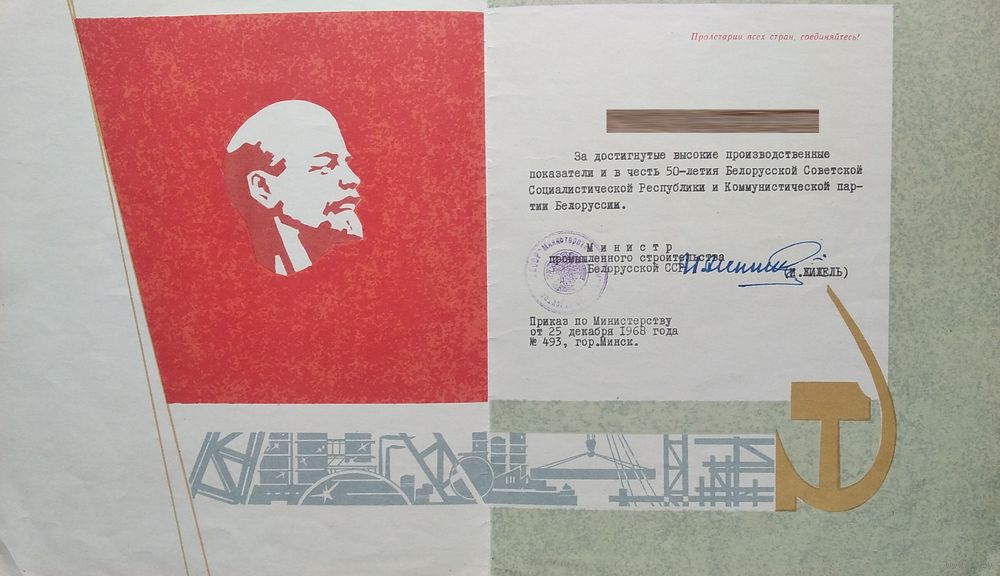 Пролетарии всех стран, соединяйтесь!
За достигнутые высокие производственные
показатели и в честь 50-летия Белорусской Советской
Социалистической Республики и Коммунистической пар-
тии Белоруссии.
Министр
промышленного строительства
Белорусской ССР
(И.ЖИЖЕЛЬ)
Приказ по Министерству
от 25 декабря 1968 года
№ 493, гор.Минск.